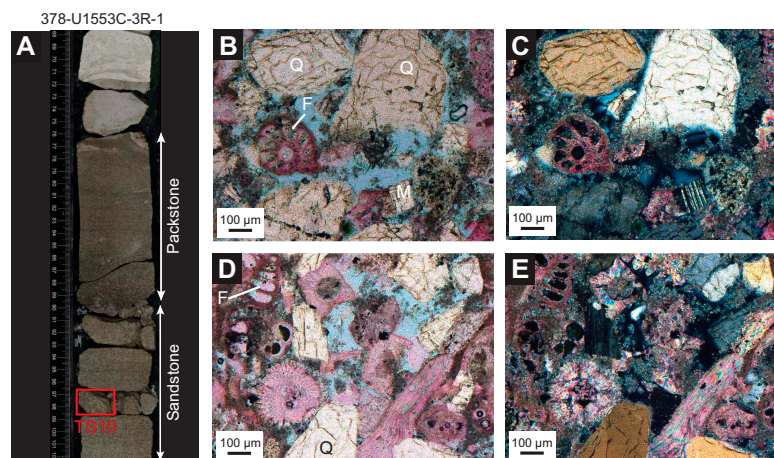 378-U1553C-3R-1
A
B
C
Q
Q
F
M
100 µm
100 µm
Packstone
Sandstone
TS10
D
E
F
Q
100 µm
100 µm